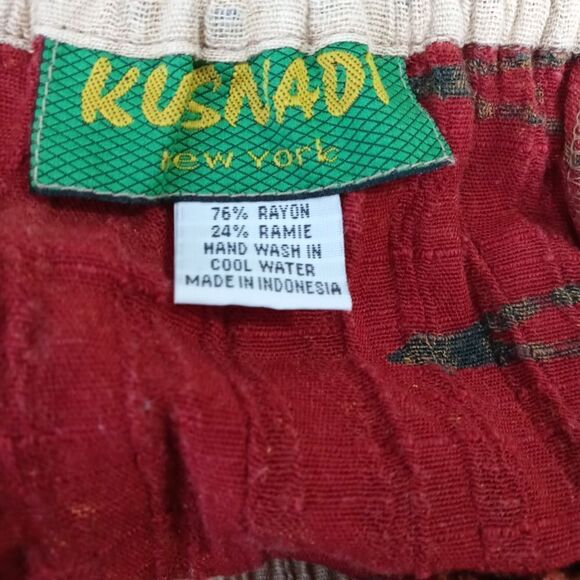 KUSNADI
New York
76% RAYON
24% RAMIE
HAND WASH IN
COOL WATER
MADE IN INDONESIA